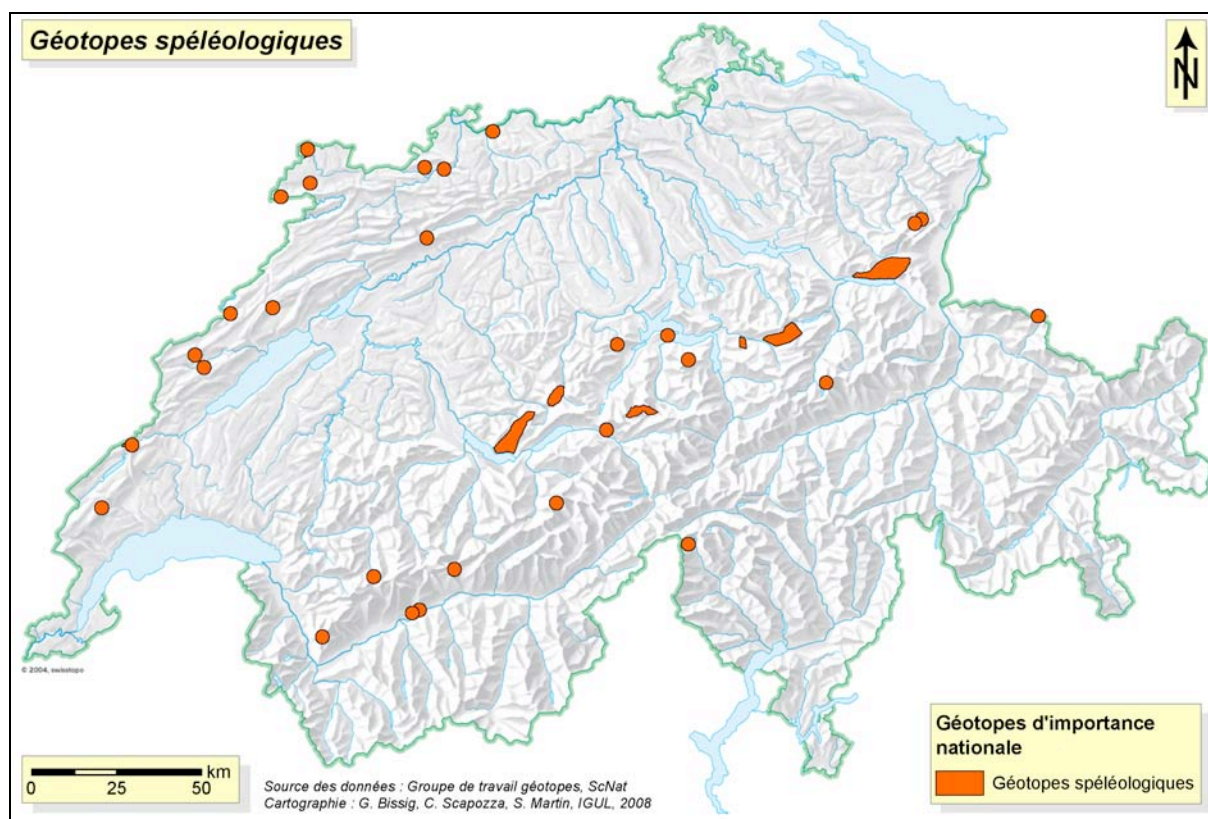 Géotopes spéléologiques
N
© 2004, swisstopo
km
0 25 50
Source des données : Groupe de travail géotopes, ScNat
Cartographie : G. Bissig, C. Scapozza, S. Martin, IGUL, 2008
Géotopes d'importance
nationale
Géotopes spéléologiques